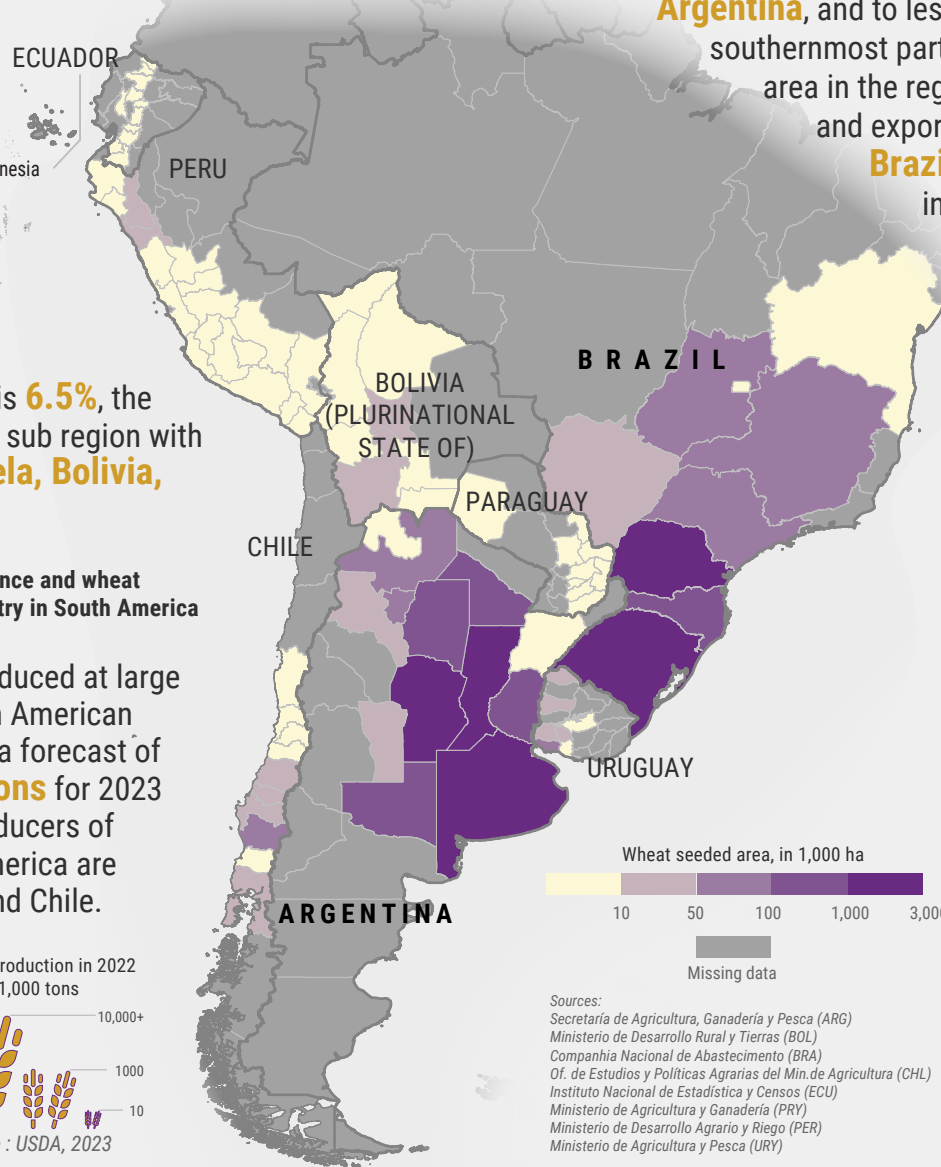 Argentina, and to les
southernmost part
area in the reg
and expor
Brazi
in
ECUADOR
nesia
PERU
BRAZIL
BOLIVIA
(PLURINATIONAL
STATE OF)
is 6.5%, the
sub region with
ela, Bolivia,
PARAGUAY
CHILE
nce and wheat
try in South America
duced at large
American
a forecast of
ons for 2023
ducers of
merica are
nd Chile.
URUGUAY
ARGENTINA
Wheat seeded area, in 1,000 ha
10 50 100 1,000 3,00
Missing data
roduction in 2022
1,000 tons
10,000+
1000
10
: USDA, 2023
Sources:
Secretaría de Agricultura, Ganadería y Pesca (ARG)
Ministerio de Desarrollo Rural y Tierras (BOL)
Companhia Nacional de Abastecimento (BRA)
Of. de Estudios y Políticas Agrarias del Min.de Agricultura (CHL)
Instituto Nacional de Estadística y Censos (ECU)
Ministerio de Agricultura y Ganadería (PRY)
Ministerio de Desarrollo Agrario y Riego (PER)
Ministerio de Agricultura y Pesca (URY)